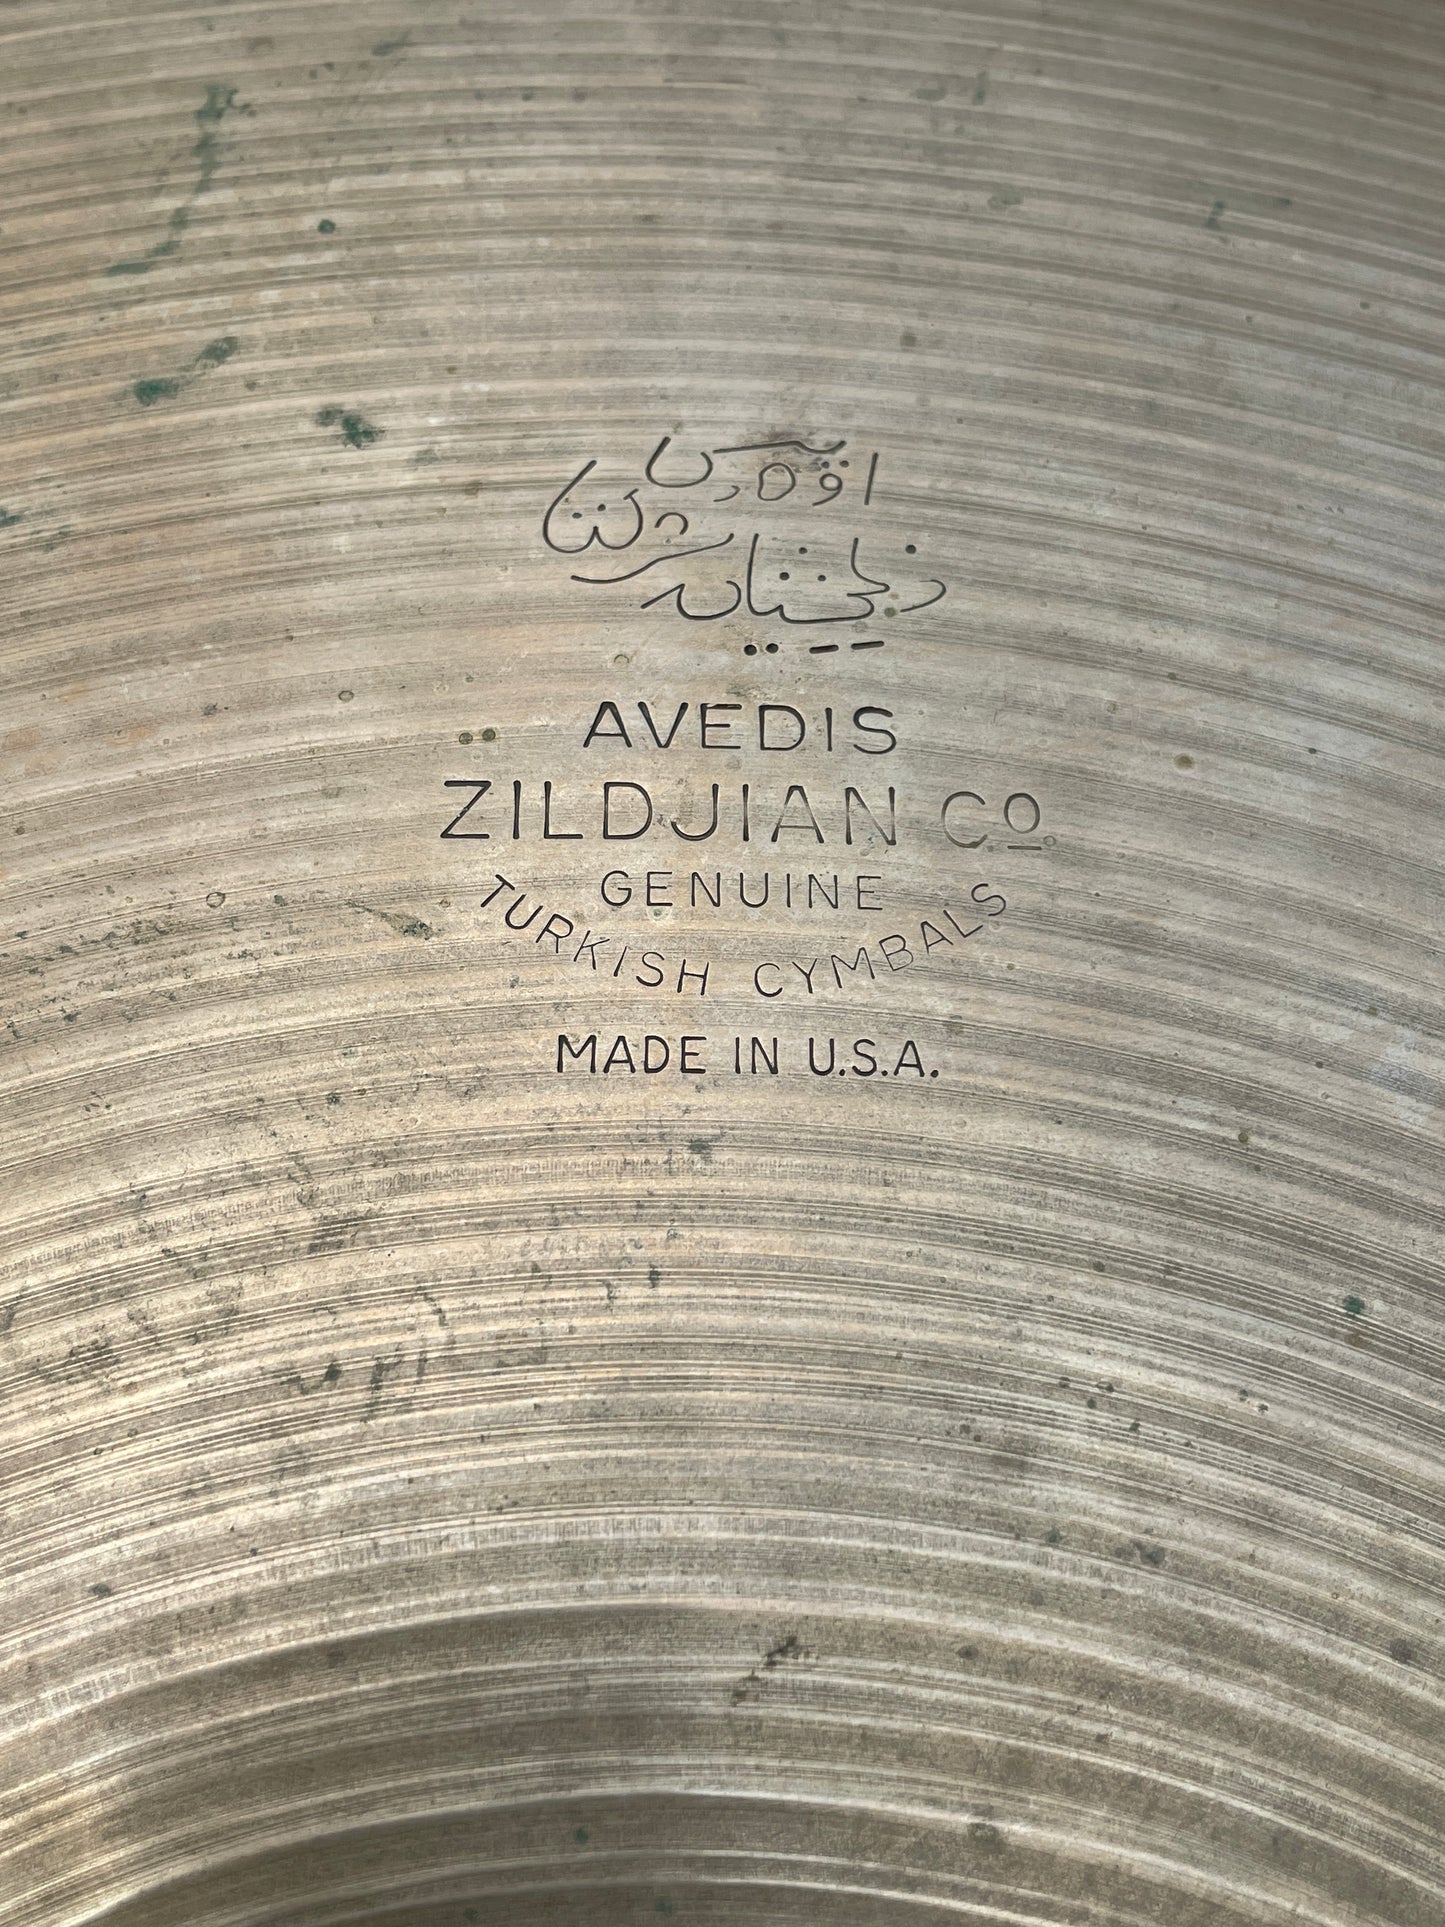 AVEDIS
ZILDJIAN Co.
GENUINE
TURKISH CYMBALS
MADE IN U.S.A.